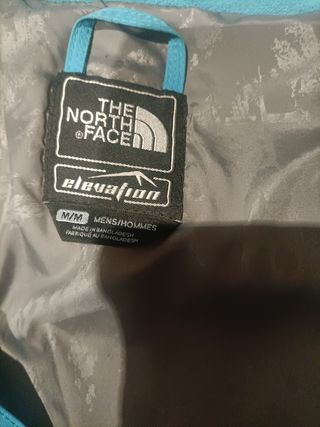 THE
NORTH
FACE
®
elevation
M/M MENS/HOMMES
MADE IN BANGLADESH
FABRIQUÉ AU BANGLADESH